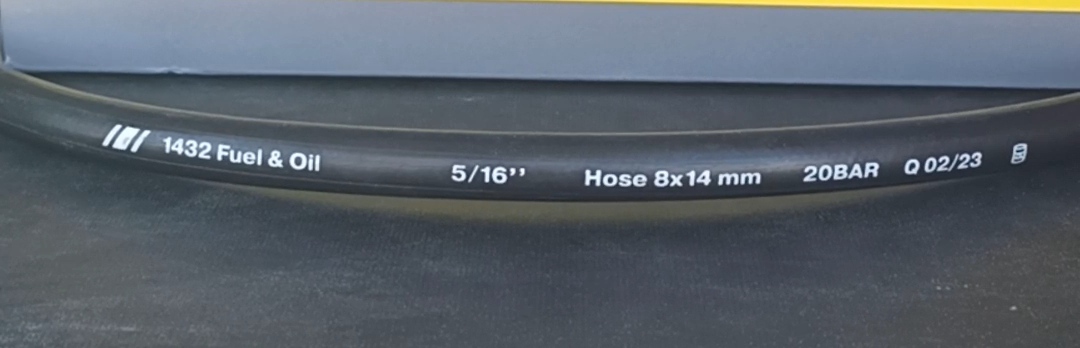 1432 Fuel & Oil 5/16’’ Hose 8x14 mm 20BAR Q 02/23